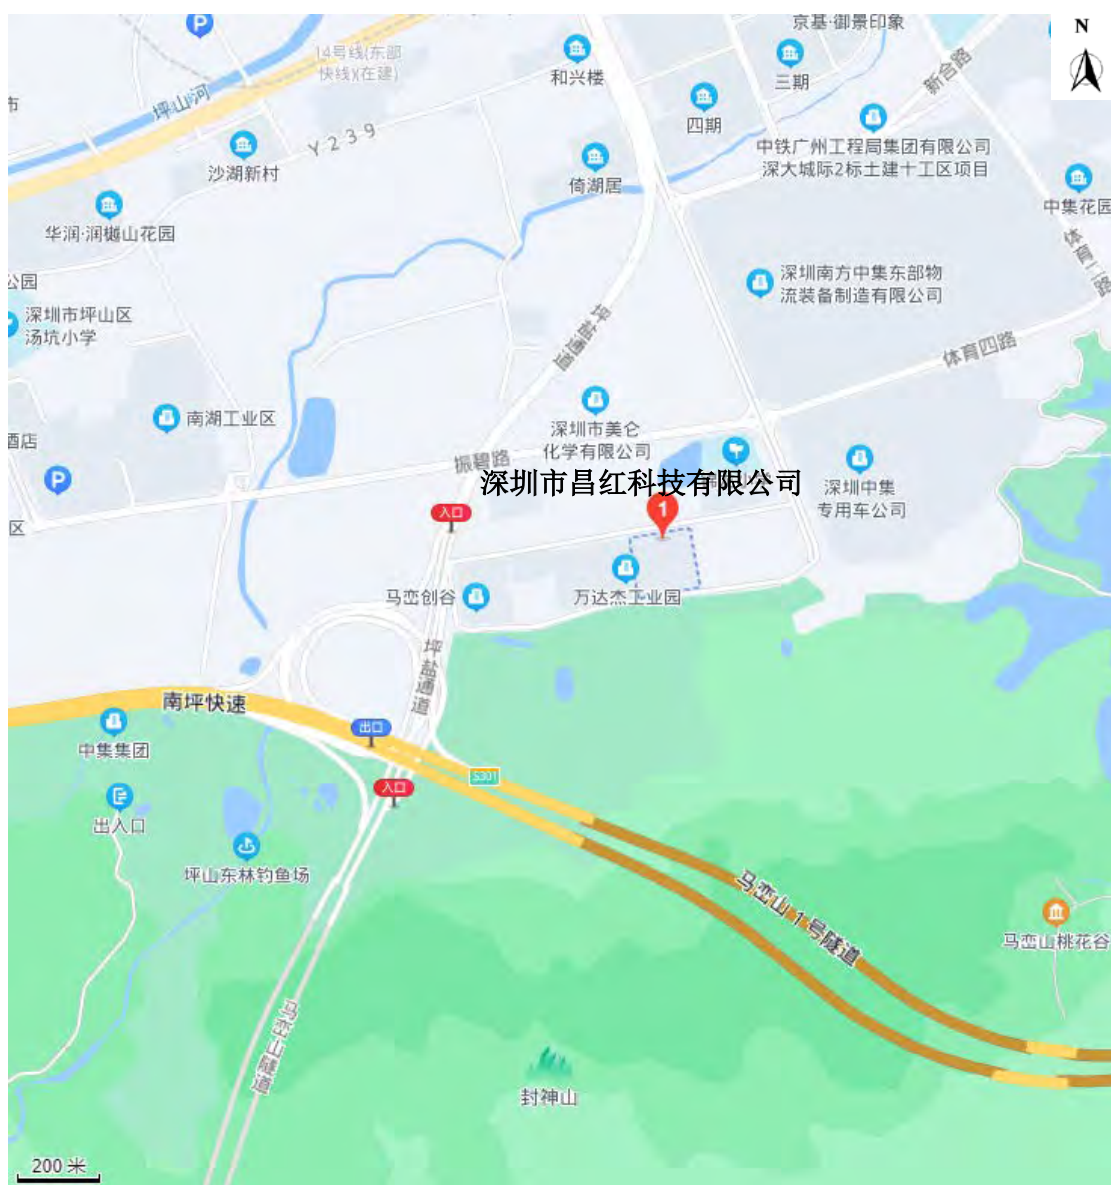 京基·御景印象
N
14号线(东部
快线)(在建)
和兴楼
三期
新合路
坪山河
市
Y239
四期
中铁广州工程局集团有限公司
深大城际2标土建十工区项目
沙湖新村
倚湖居
中集花园
华润·润樾山花园
体育二路
公园
深圳南方中集东部物
流装备制造有限公司
深圳市坪山区
汤坑小学
坪盐通道
体育四路
南湖工业区
深圳市美仑
化学有限公司
酒店
振碧路
P
P
深圳市昌红科技有限公司
深圳中集
专用车公司
入口
1
区
马峦创谷
万达杰工业园
坪盐通道
南坪快速
出口
中集集团
S301
入口
出入口
坪山东林钓鱼场
马峦山1号隧道
马峦山桃花谷
马峦山隧道
封神山
200 米